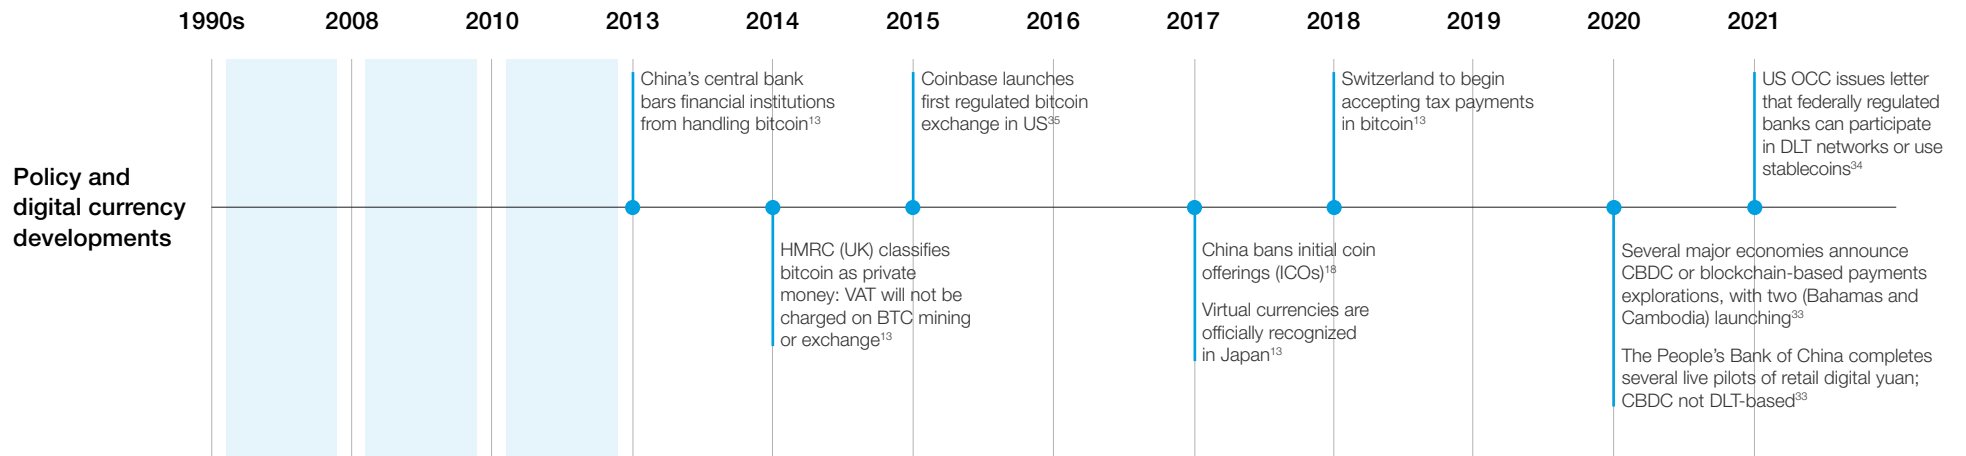 1990s 2008 2010 2013 2014 2015 2016 2017 2018 2019 2020 2021
Policy and
digital currency
developments
China’s central bank
bars financial institutions
from handling bitcoin13
HMRC (UK) classifies
bitcoin as private
money: VAT will not be
charged on BTC mining
or exchange13
Coinbase launches
first regulated bitcoin
exchange in US35
China bans initial coin
offerings (ICOs)18
Virtual currencies are
officially recognized
in Japan13
Switzerland to begin
accepting tax payments
in bitcoin13
Several major economies announce
CBDC or blockchain-based payments
explorations, with two (Bahamas and
Cambodia) launching33
The People’s Bank of China completes
several live pilots of retail digital yuan;
CBDC not DLT-based33
US OCC issues letter
that federally regulated
banks can participate
in DLT networks or use
stablecoins34